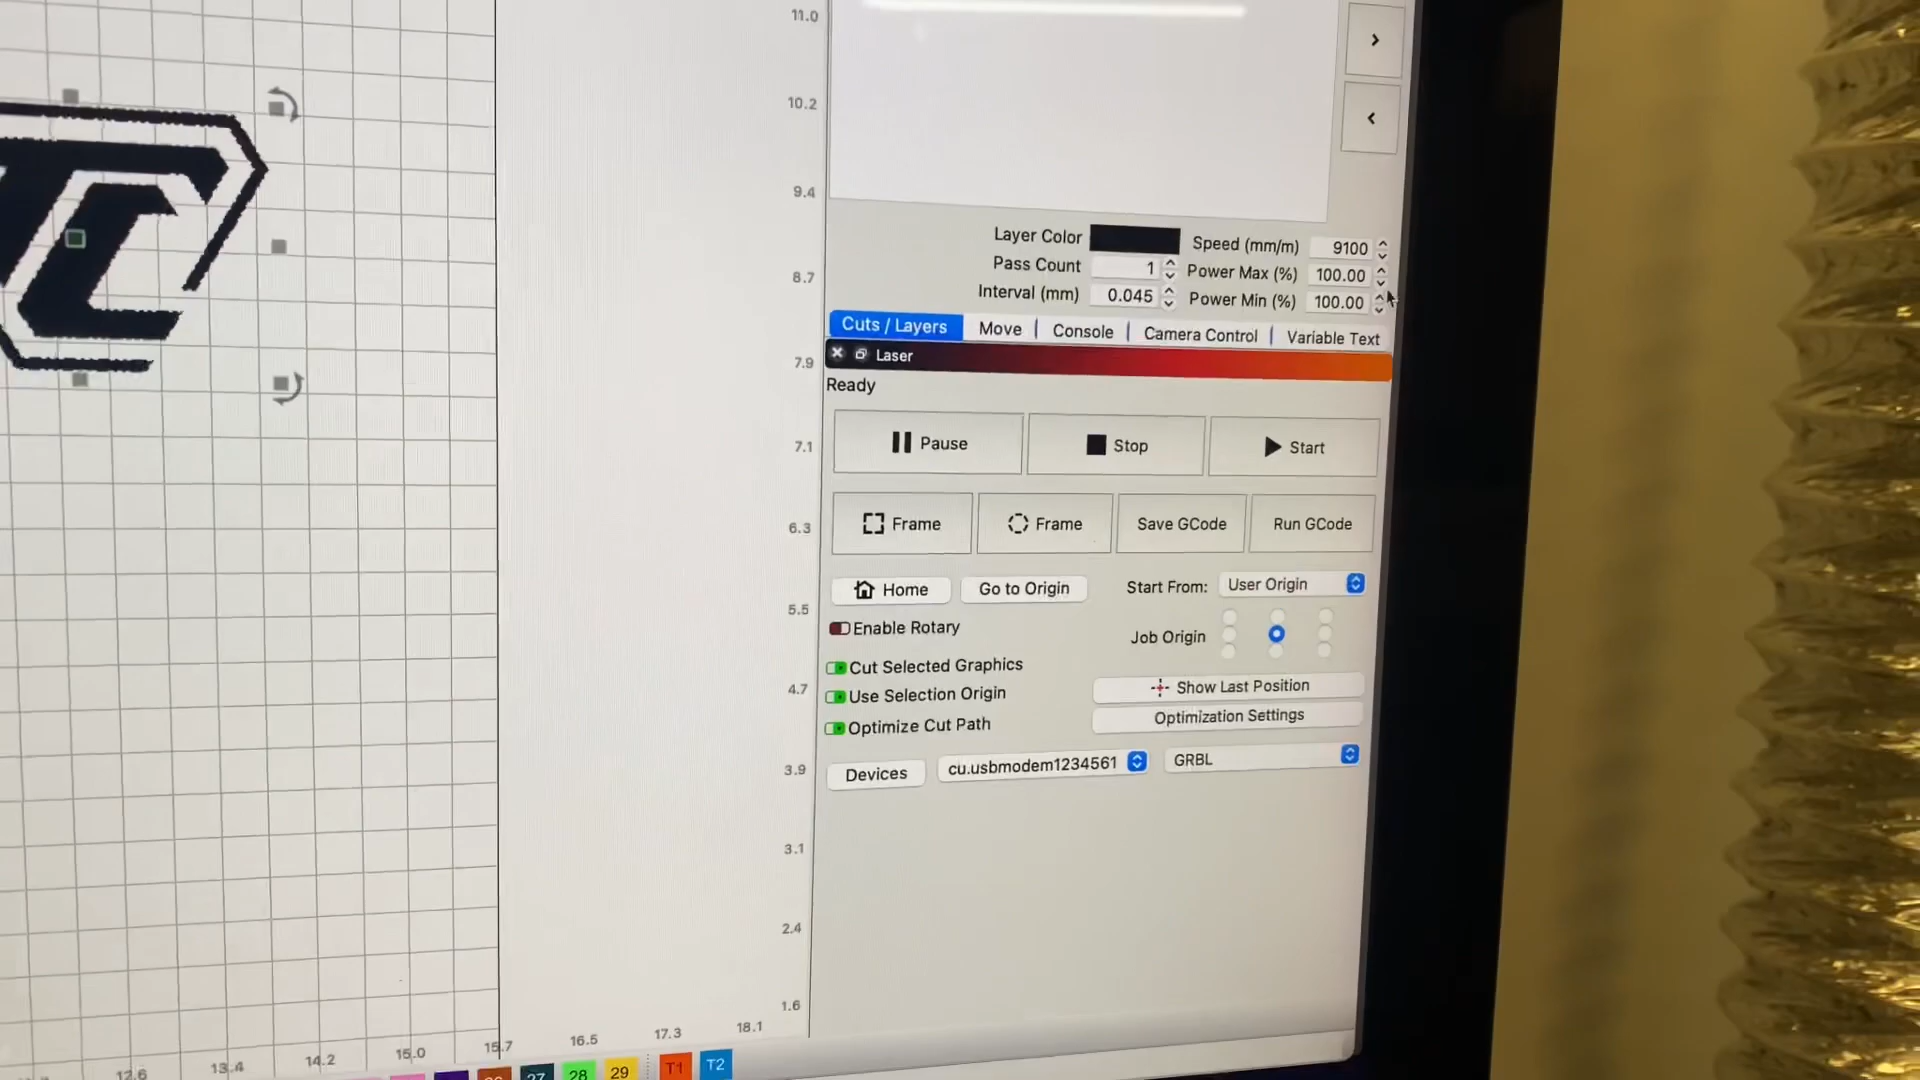 11.0
10.2
9.4
8.7
7.9
7.1
6.3
5.5
4.7
3.9
3.1
2.4
1.6
12.6
13.4
14.2
15.0
15.7
16.5
17.3
18.1
27
28
29
T1
T2
TC
>
<
Layer Color
Speed (mm/m) 9100
Pass Count 1
Power Max (%) 100.00
Interval (mm) 0.045
Power Min (%) 100.00
Cuts / Layers Move Console Camera Control Variable Text
Laser
Ready
Pause Stop Start
Frame Frame Save GCode Run GCode
Home Go to Origin Start From: User Origin
Enable Rotary
Job Origin
Cut Selected Graphics
Show Last Position
Use Selection Origin
Optimization Settings
Optimize Cut Path
Devices cu.usbmodem1234561 GRBL